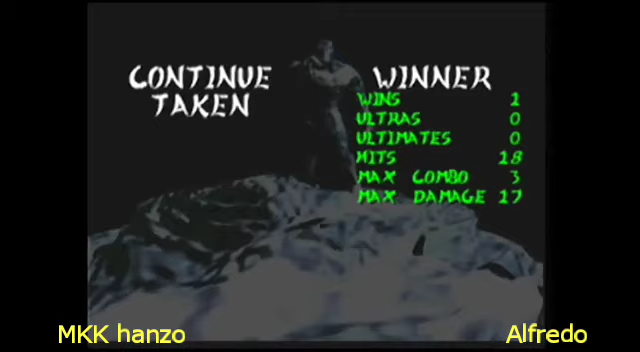 CONTINUE
TAKEN
WINNER
WINS 1
ULTRAS 0
ULTIMATES 0
HITS 18
MAX COMBO 3
MAX DAMAGE 17
MKK hanzo
Alfredo